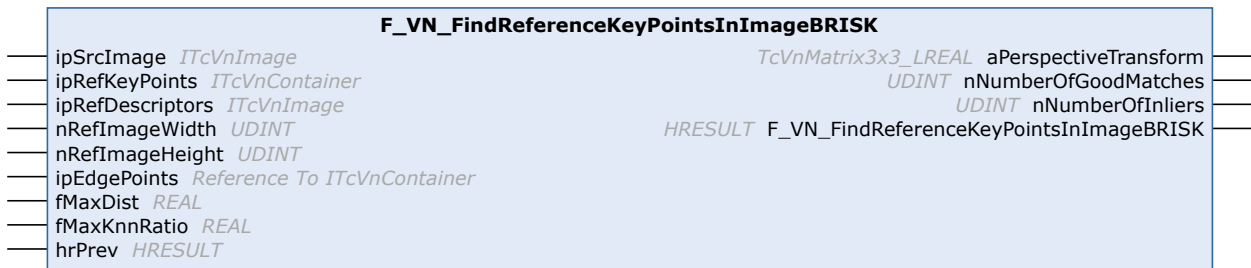 F_VN_FindReferenceKeyPointsInImageBRISK
ipSrcImage ITcVnImage TcVnMatrix3x3_LREAL aPerspectiveTransform
ipRefKeyPoints ITcVnContainer UDINT nNumberOfGoodMatches
ipRefDescriptors ITcVnImage UDINT nNumberOfInliers
nRefImageWidth UDINT HRESULT F_VN_FindReferenceKeyPointsInImageBRISK
nRefImageHeight UDINT
ipEdgePoints Reference To ITcVnContainer
fMaxDist REAL
fMaxKnnRatio REAL
hrPrev HRESULT